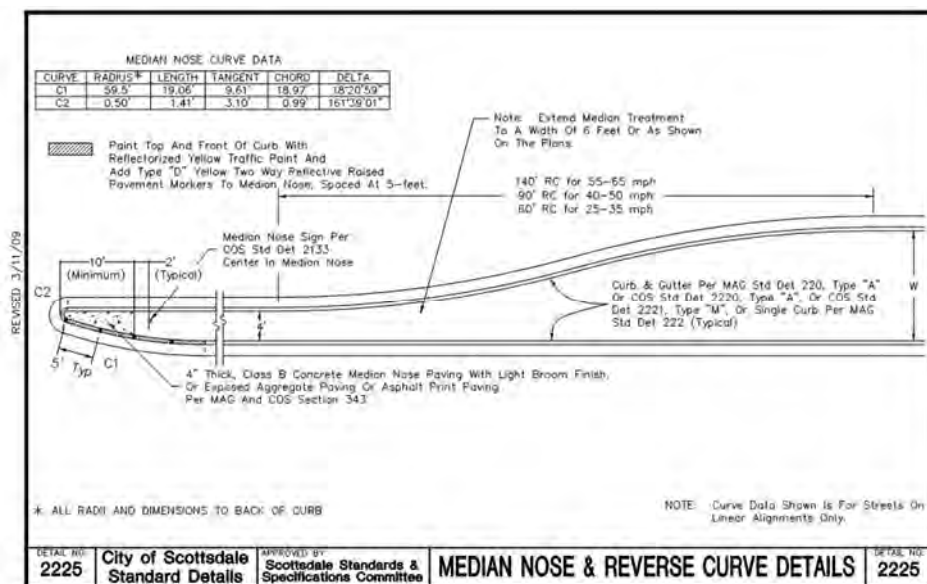 MEDIAN NOSE CURVE DATA
CURVE RADIUS* LENGTH TANGENT CHORD DELTA
C1 59.5' 19.06' 9.61' 18.97' 18°20'59"
C2 0.50' 1.41' 3.10' 0.99' 161°39'01"
Paint Top And Front Of Curb With
Reflectorized Yellow Traffic Paint And
Add Type "D" Yellow Two Way Reflective Raised
Pavement Markers To Median Nose, Spaced At 5-feet.
Note: Extend Median Treatment
To A Width Of 6 Feet Or As Shown
On The Plans
140' RC for 55-65 mph
90' RC for 40-50 mph
60' RC for 25-35 mph
REVISED 3/11/09
Median Nose Sign Per
COS Std Det 2133
Center In Median Nose
10'
(Minimum)
2'
(Typical)
C2
4'
W
Curb & Gutter Per MAG Std Det 220, Type "A"
Or COS Std Det 2220, Type "A", Or COS Std
Det 2221, Type "M", Or Single Curb Per MAG
Std Det 222 (Typical)
5'
Typ
C1
4" Thick, Class B Concrete Median Nose Paving With Light Broom Finish,
Or Exposed Aggregate Paving Or Asphalt Print Paving
Per MAG And COS Section 343
* ALL RADII AND DIMENSIONS TO BACK OF CURB
NOTE: Curve Data Shown Is For Streets On
Linear Alignments Only.
DETAIL NO.
2225
City of Scottsdale
Standard Details
APPROVED BY
Scottsdale Standards &
Specifications Committee
MEDIAN NOSE & REVERSE CURVE DETAILS
DETAIL NO.
2225